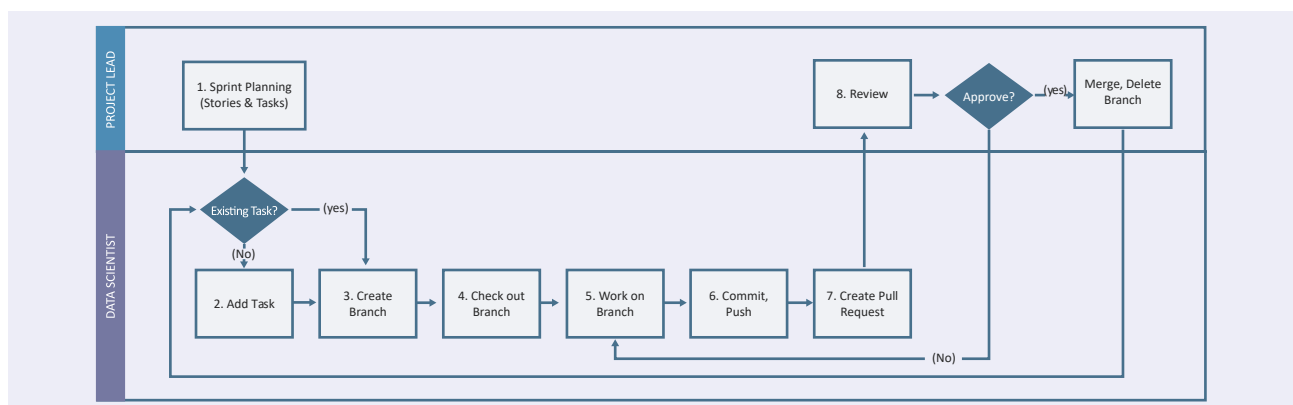 PROJECT LEAD
1. Sprint Planning
(Stories & Tasks)
8. Review
Approve?
(yes)
Merge, Delete
Branch
DATA SCIENTIST
Existing Task?
(yes)
(No)
2. Add Task
3. Create
Branch
4. Check out
Branch
5. Work on
Branch
6. Commit,
Push
7. Create Pull
Request
(No)